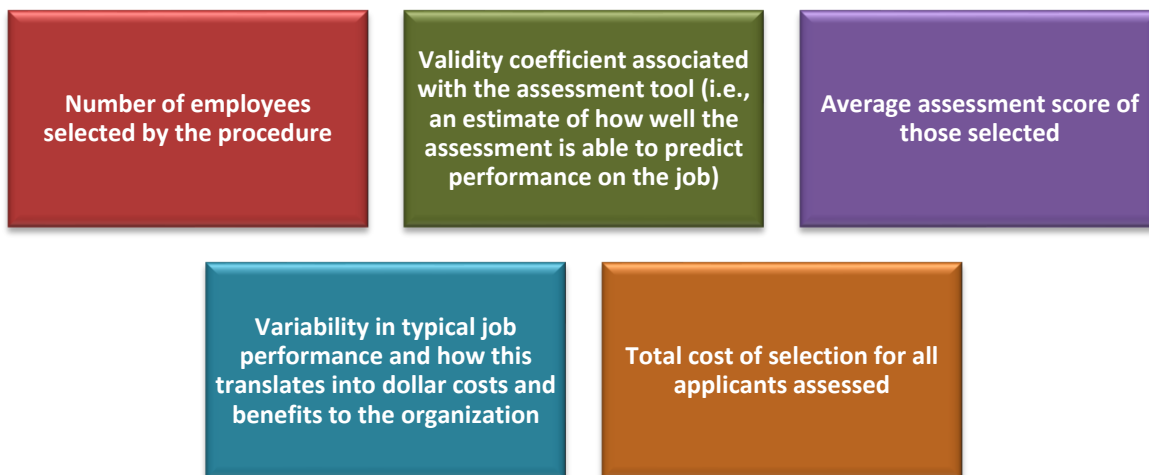 Number of employees
selected by the procedure
Validity coefficient associated
with the assessment tool (i.e.,
an estimate of how well the
assessment is able to predict
performance on the job)
Average assessment score of
those selected
Variability in typical job
performance and how this
translates into dollar costs and
benefits to the organization
Total cost of selection for all
applicants assessed